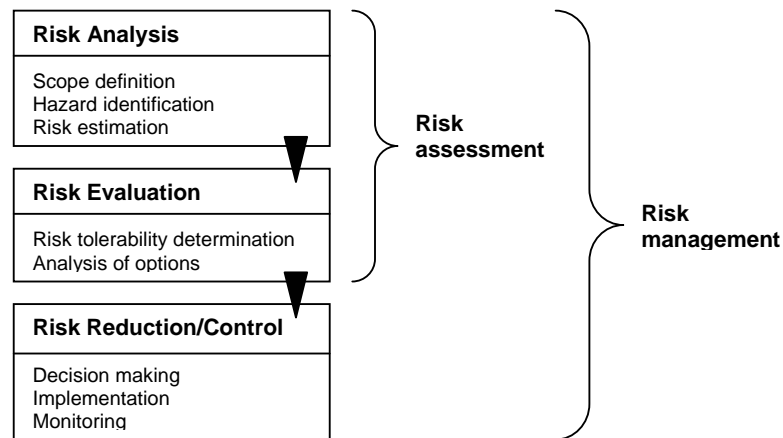 Risk Analysis
Scope definition
Hazard identification
Risk estimation
Risk
assessment
Risk Evaluation
Risk tolerability determination
Analysis of options
Risk
management
Risk Reduction/Control
Decision making
Implementation
Monitoring